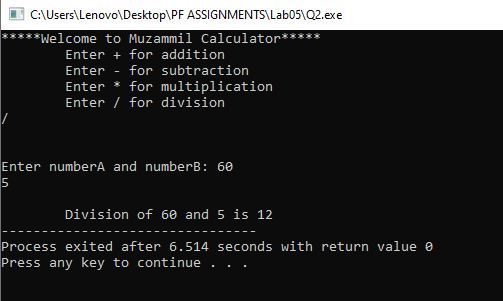 C:\Users\Lenovo\Desktop\PF ASSIGNMENTS\Lab05\Q2.exe
*****Welcome to Muzammil Calculator*****
Enter + for addition
Enter - for subtraction
Enter * for multiplication
Enter / for division
/
Enter numberA and numberB: 60
5
Division of 60 and 5 is 12
--------------------------------
Process exited after 6.514 seconds with return value 0
Press any key to continue . . .